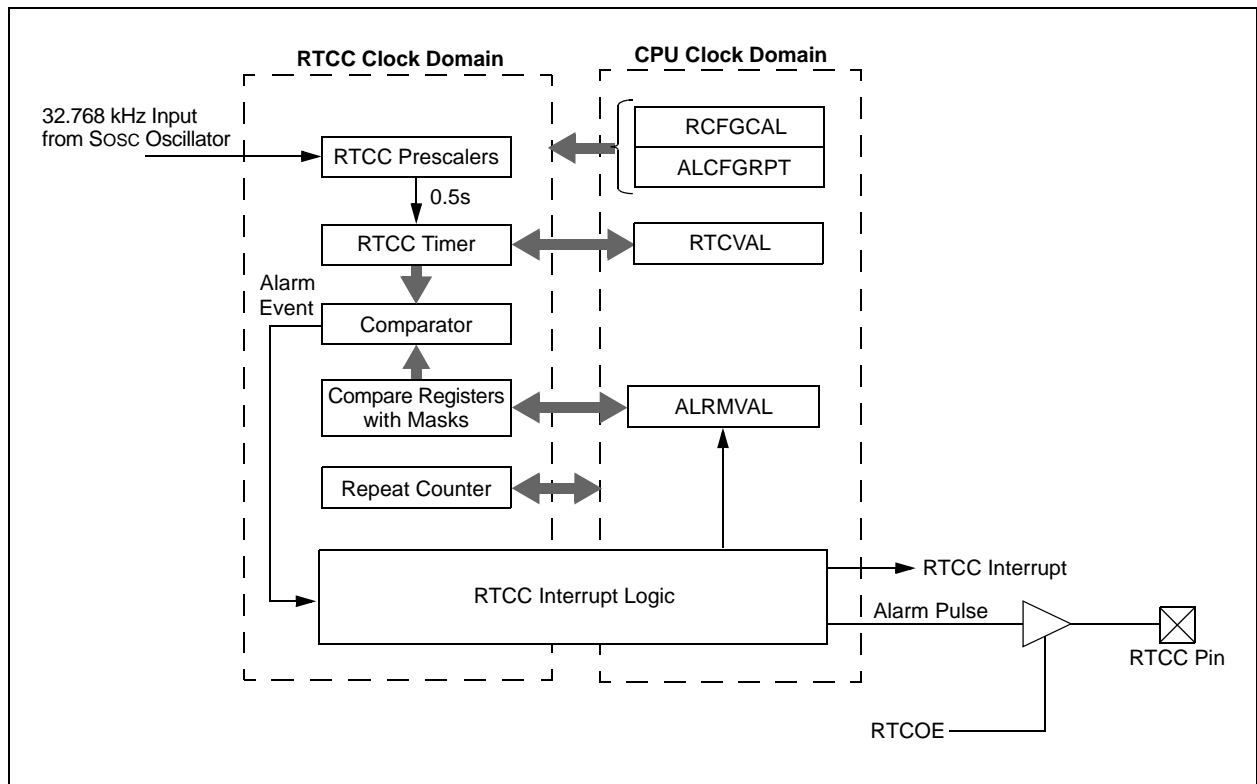 RTCC Clock Domain
CPU Clock Domain
32.768 kHz Input
from SOSC Oscillator
RTCC Prescalers
RCFGCAL
ALCFGRPT
0.5s
RTCC Timer
RTCVAL
Alarm
Event
Comparator
Compare Registers
with Masks
ALRMVAL
Repeat Counter
RTCC Interrupt Logic
RTCC Interrupt
Alarm Pulse
RTCC Pin
RTCOE